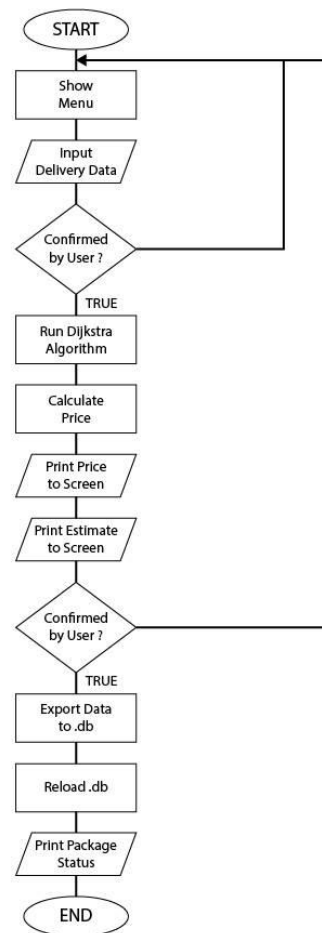 START
Show
Menu
Input
Delivery Data
Confirmed
by User ?
TRUE
Run Dijkstra
Algorithm
Calculate
Price
Print Price
to Screen
Print Estimate
to Screen
Confirmed
by User ?
TRUE
Export Data
to .db
Reload .db
Print Package
Status
END